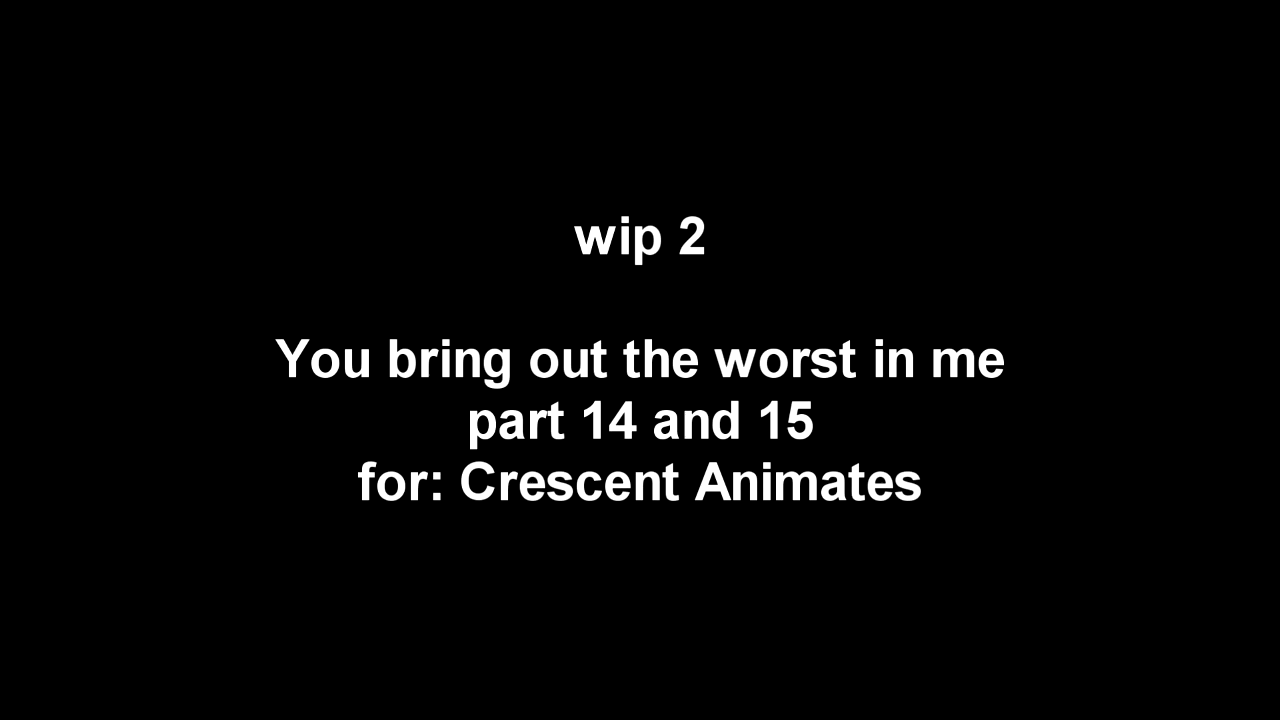 wip 2
You bring out the worst in me
part 14 and 15
for: Crescent Animates